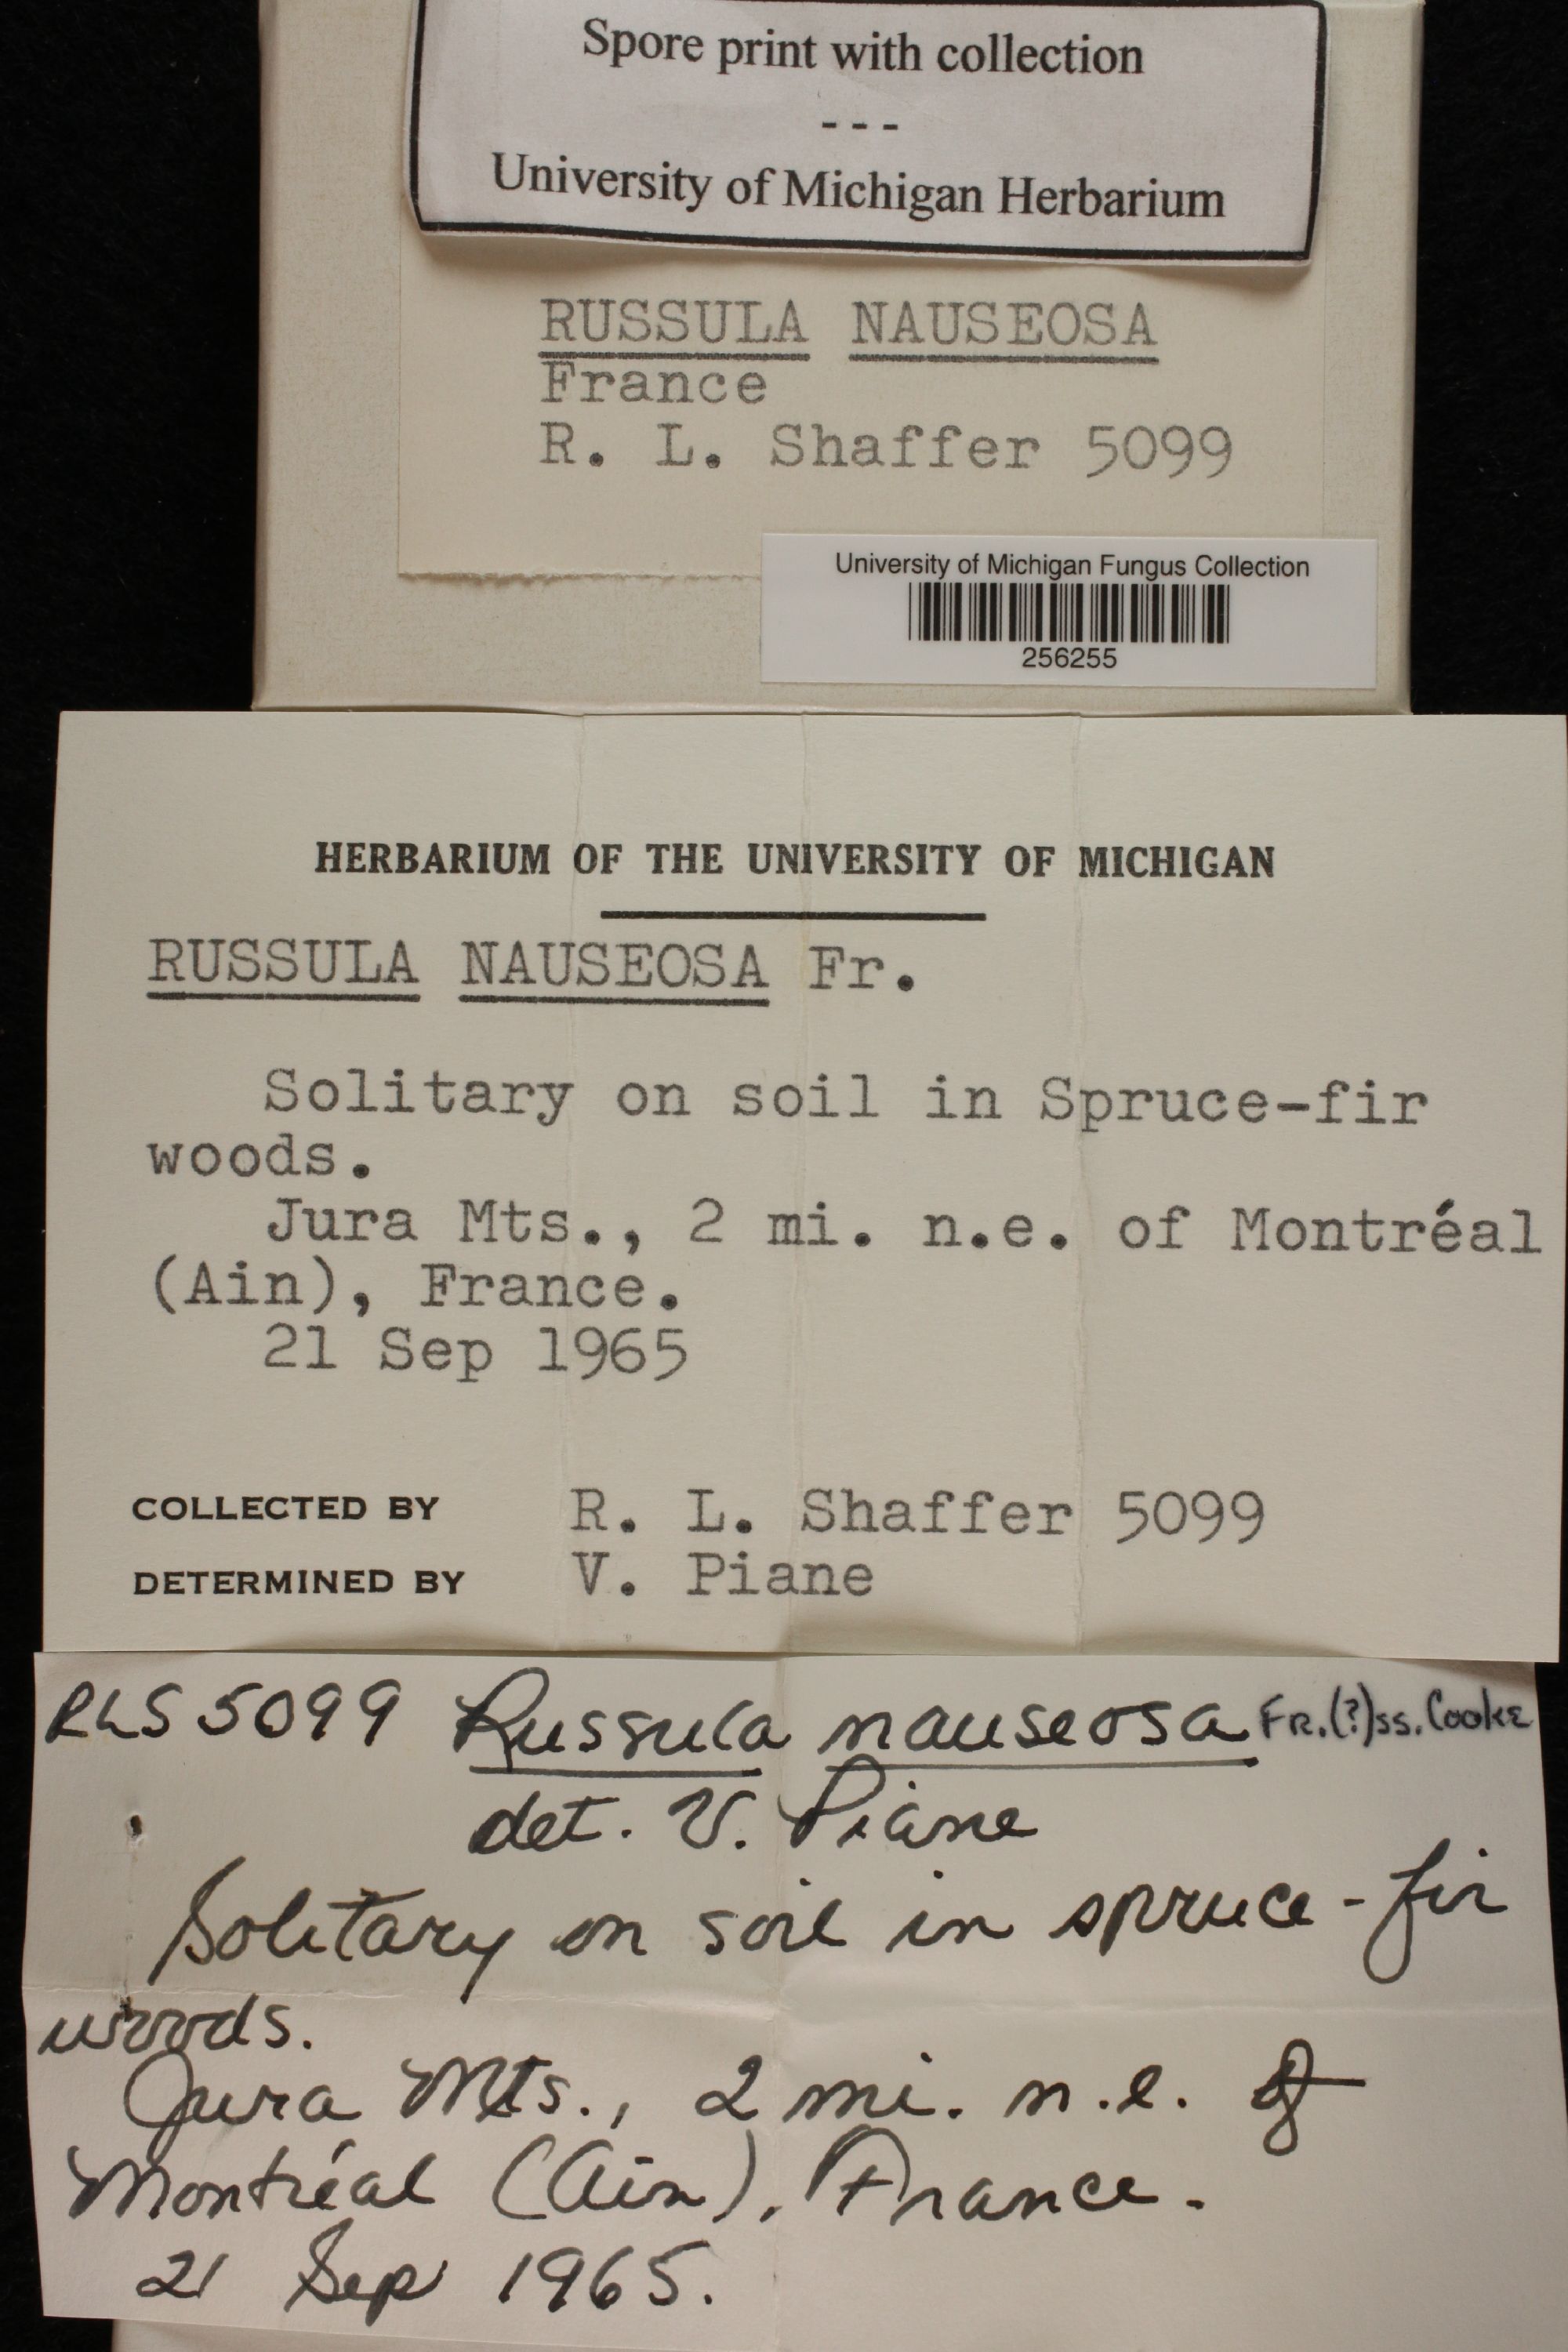 Spore print with collection
---
University of Michigan Herbarium
RUSSULA NAUSEOSA
France
R. L. Shaffer 5099
University of Michigan Fungus Collection
256255
HERBARIUM OF THE UNIVERSITY OF MICHIGAN
RUSSULA NAUSEOSA Fr.
Solitary on soil in Spruce-fir
woods.
Jura Mts., 2 mi. n.e. of Montréal
(Ain), France.
21 Sep 1965
COLLECTED BY R. L. Shaffer 5099
DETERMINED BY V. Piane
RLS 5099 Russula nauseosa FR.(?) ss. Cooke
det. V. Piane
Solitary on soil in spruce-fir
woods.
Jura Mts., 2 mi. n.e. of
Montréal (Ain), France.
21 Sep 1965.